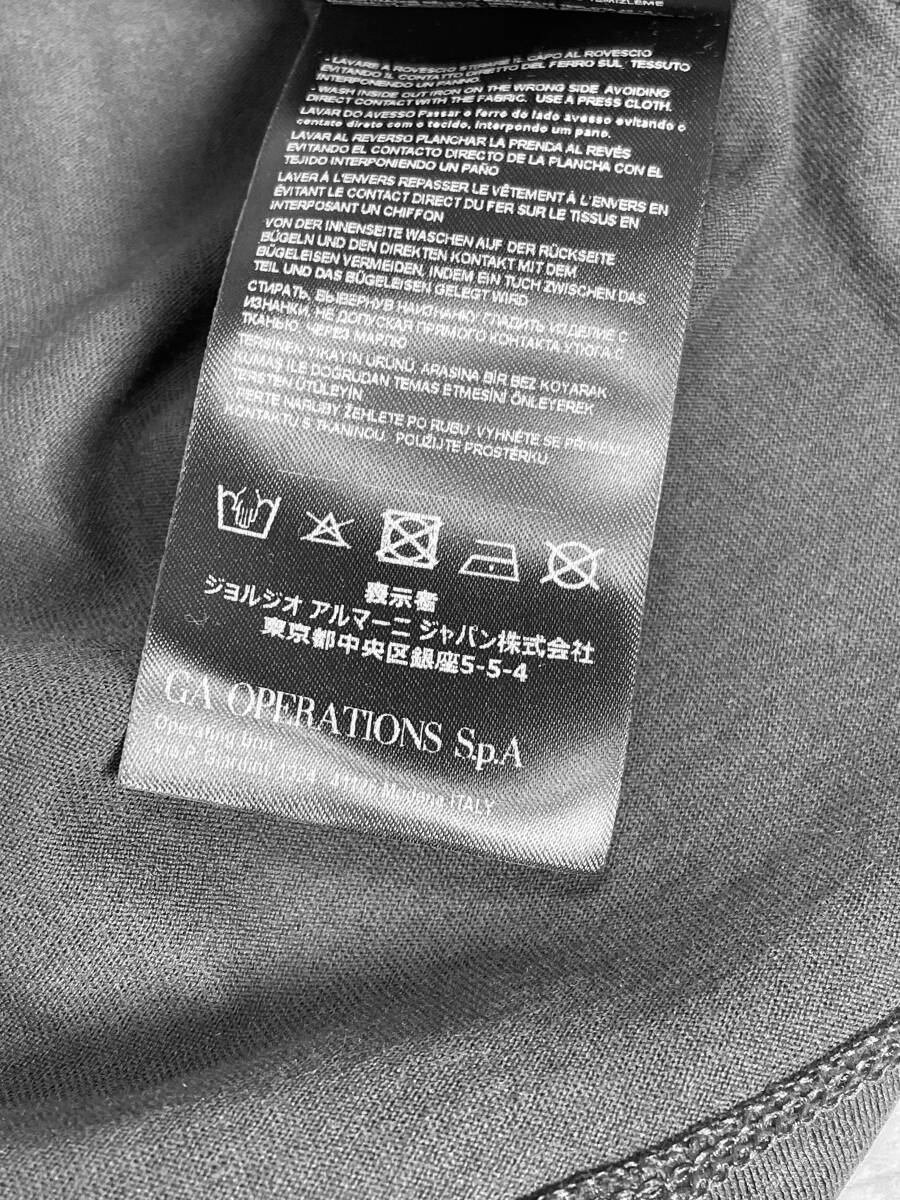 TEMİZLEME
- LAVARE A ROVESCIO STIRARE IL CAPO AL ROVESCIO
EVITANDO IL CONTATTO DIRETTO DEL FERRO SUL TESSUTO
INTERPONENDO UN PANNO.
- WASH INSIDE OUT IRON ON THE WRONG SIDE AVOIDING
DIRECT CONTACT WITH THE FABRIC. USE A PRESS CLOTH.
LAVAR DO AVESSO Passar o ferro do lado avesso evitando o
contato direto com o tecido, interpondo um pano.
LAVAR AL REVERSO PLANCHAR LA PRENDA AL REVÉS
EVITANDO EL CONTACTO DIRECTO DE LA PLANCHA CON EL
TEJIDO INTERPONIENDO UN PAÑO
LAVER À L'ENVERS REPASSER LE VÊTEMENT À L'ENVERS EN
ÉVITANT LE CONTACT DIRECT DU FER SUR LE TISSUS EN
INTERPOSANT UN CHIFFON
VON DER INNENSEITE WASCHEN AUF DER RÜCKSEITE
BÜGELN UND DEN DIREKTEN KONTAKT MIT DEM
BÜGELEISEN VERMEIDEN, INDEM EIN TUCH ZWISCHEN DAS
TEIL UND DAS BÜGELEISEN GELEGT WIRD
СТИРАТЬ, ВЫВЕРНУВ НАИЗНАНКУ ГЛАДИТЬ ИЗДЕЛИЕ С
ИЗНАНКИ, НЕ ДОПУСКАЯ ПРЯМОГО КОНТАКТА УТЮГА С
ТКАНЬЮ, ЧЕРЕЗ МАРЛЮ
TERSİNDEN YIKAYIN ÜRÜNÜ, ARASINA BİR BEZ KOYARAK
KUMAŞ İLE DOĞRUDAN TEMAS ETMESİNİ ÖNLEYEREK
TERSTEN ÜTÜLEYİN
PERTE NARUBY ŽEHLETE PO RUBU. VYHNĚTE SE PŘÍMÉMU
KONTAKTU S TKANINOU. POUŽIJTE PROSTĚRKU
表示者
ジョルジオ アルマーニ ジャパン株式会社
東京都中央区銀座5-5-4
GA OPERATIONS S.p.A
Operating Unit
Modena ITALY